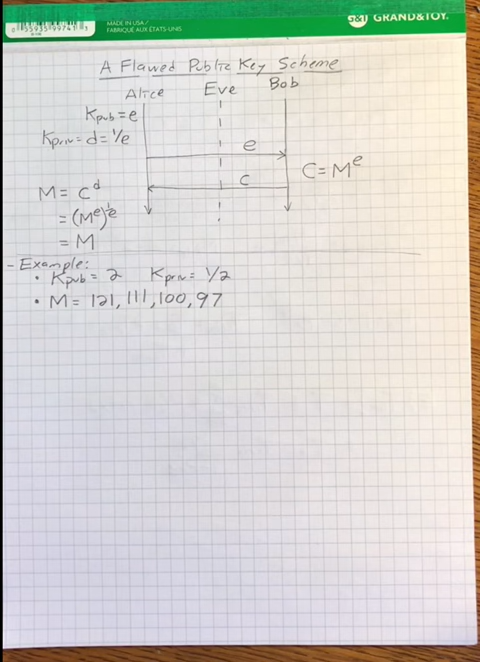 MADE IN USA /
FABRIQUÉ AUX ÉTATS-UNIS
G&T GRAND&TOY.
A Flawed Public Key Scheme
Alice Eve Bob
Kpub = e
Kpriv = d = 1/e
e
C = M^e
C
M = C^d
= (M^e)^1/e
= M
- Example:
• Kpub = 2 Kpriv = 1/2
• M = 121, 111, 100, 97